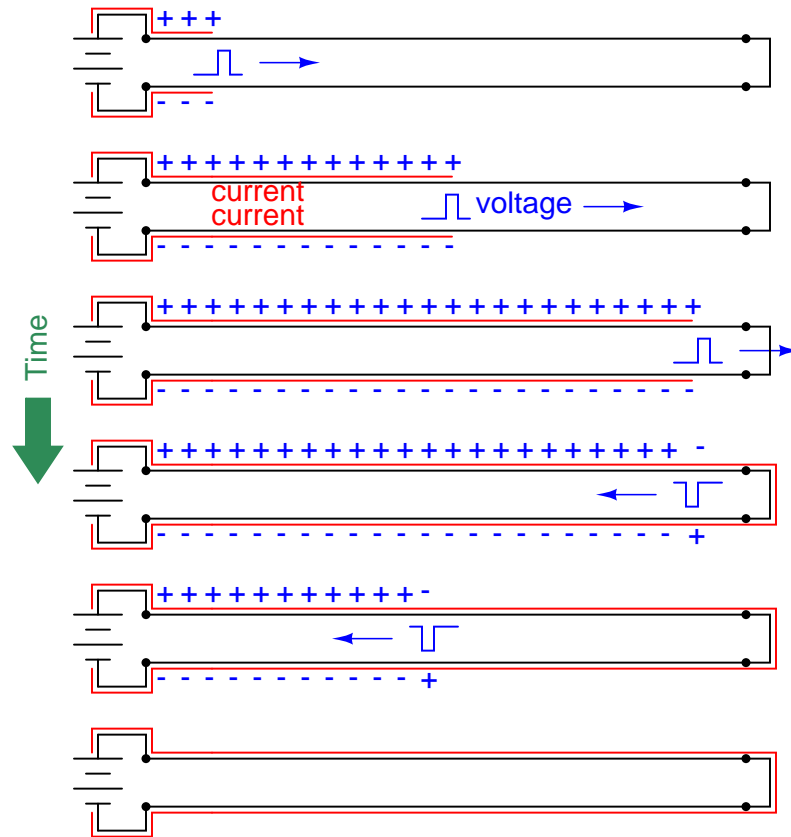 + + +
- - -
+ + + + + + + + + + + + +
current
current
voltage
- - - - - - - - - - - - -
+ + + + + + + + + + + + + + + + + + + + + + +
Time
- - - - - - - - - - - - - - - - - - - - - - -
+ + + + + + + + + + + + + + + + + + + + + + -
- - - - - - - - - - - - - - - - - - - - - - +
+ + + + + + + + + + + -
- - - - - - - - - - - +